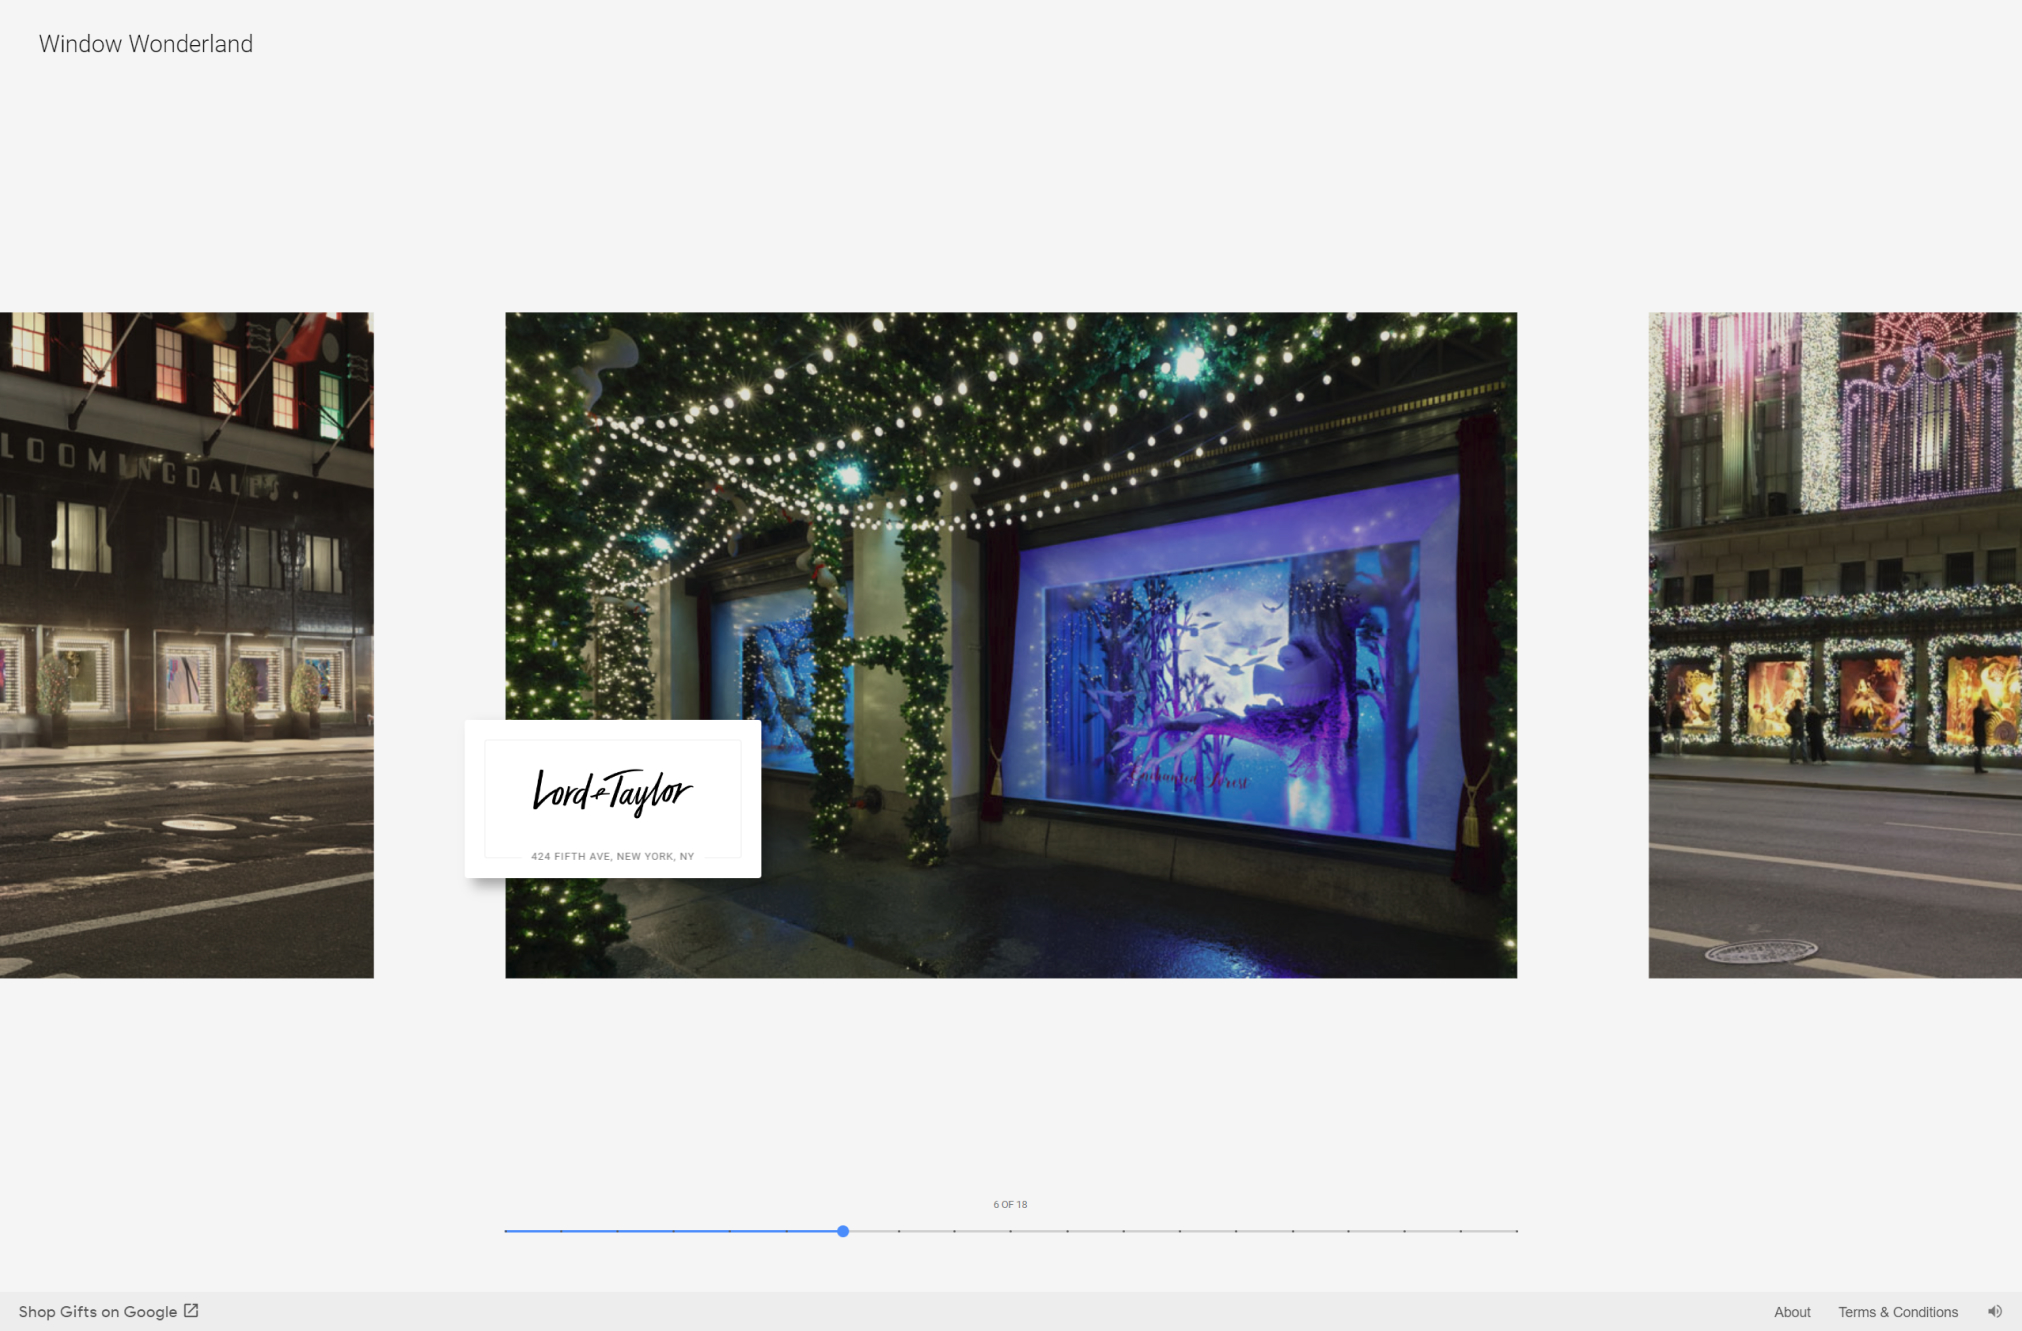 Window Wonderland
LOOMINGDALE'S
Enchanted Forest
Lord & Taylor
424 FIFTH AVE, NEW YORK, NY
6 OF 18
Shop Gifts on Google
About
Terms & Conditions